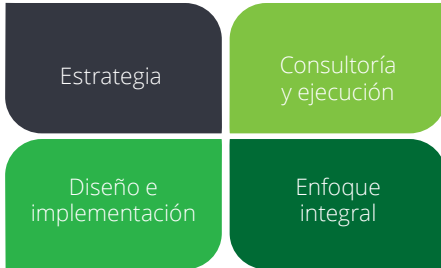 Estrategia
Consultoría
y ejecución
Diseño e
implementación
Enfoque
integral